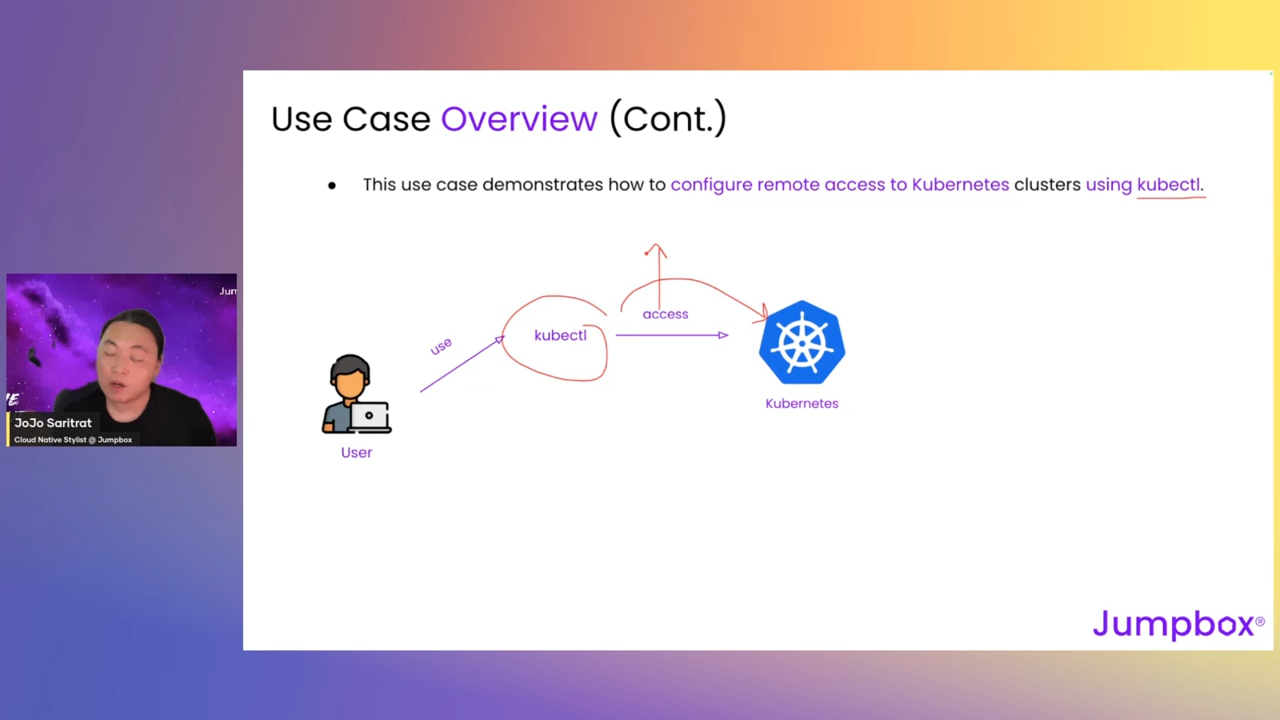 Use Case Overview (Cont.)
● This use case demonstrates how to configure remote access to Kubernetes clusters using kubectl.
use
kubectl
access
Kubernetes
User
Jum
JoJo Saritrat
Cloud Native Stylist @ Jumpbox
Jumpbox®